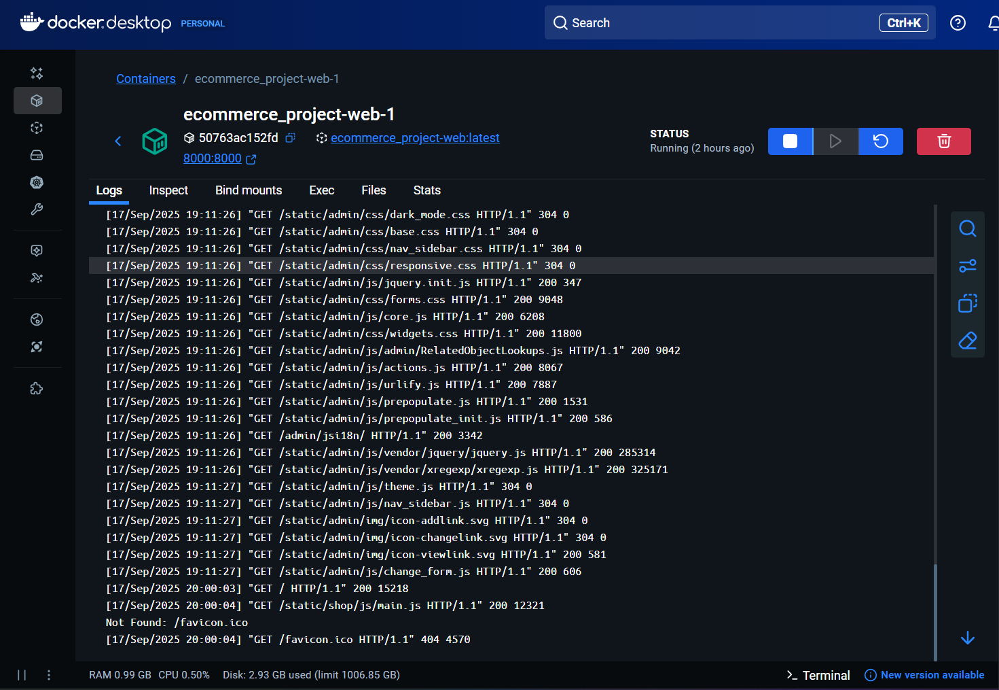 docker.desktop PERSONAL
Search Ctrl+K
Containers / ecommerce_project-web-1
ecommerce_project-web-1
50763ac152fd ecommerce_project-web:latest
8000:8000
STATUS
Running (2 hours ago)
Logs Inspect Bind mounts Exec Files Stats
[17/Sep/2025 19:11:26] "GET /static/admin/css/dark_mode.css HTTP/1.1" 304 0
[17/Sep/2025 19:11:26] "GET /static/admin/css/base.css HTTP/1.1" 304 0
[17/Sep/2025 19:11:26] "GET /static/admin/css/nav_sidebar.css HTTP/1.1" 304 0
[17/Sep/2025 19:11:26] "GET /static/admin/css/responsive.css HTTP/1.1" 304 0
[17/Sep/2025 19:11:26] "GET /static/admin/js/jquery.init.js HTTP/1.1" 200 347
[17/Sep/2025 19:11:26] "GET /static/admin/css/forms.css HTTP/1.1" 200 9048
[17/Sep/2025 19:11:26] "GET /static/admin/js/core.js HTTP/1.1" 200 6208
[17/Sep/2025 19:11:26] "GET /static/admin/css/widgets.css HTTP/1.1" 200 11800
[17/Sep/2025 19:11:26] "GET /static/admin/js/admin/RelatedObjectLookups.js HTTP/1.1" 200 9042
[17/Sep/2025 19:11:26] "GET /static/admin/js/actions.js HTTP/1.1" 200 8067
[17/Sep/2025 19:11:26] "GET /static/admin/js/urlify.js HTTP/1.1" 200 7887
[17/Sep/2025 19:11:26] "GET /static/admin/js/prepopulate.js HTTP/1.1" 200 1531
[17/Sep/2025 19:11:26] "GET /static/admin/js/prepopulate_init.js HTTP/1.1" 200 586
[17/Sep/2025 19:11:26] "GET /admin/jsi18n/ HTTP/1.1" 200 3342
[17/Sep/2025 19:11:26] "GET /static/admin/js/vendor/jquery/jquery.js HTTP/1.1" 200 285314
[17/Sep/2025 19:11:26] "GET /static/admin/js/vendor/xregexp/xregexp.js HTTP/1.1" 200 325171
[17/Sep/2025 19:11:27] "GET /static/admin/js/theme.js HTTP/1.1" 304 0
[17/Sep/2025 19:11:27] "GET /static/admin/js/nav_sidebar.js HTTP/1.1" 304 0
[17/Sep/2025 19:11:27] "GET /static/admin/img/icon-addlink.svg HTTP/1.1" 304 0
[17/Sep/2025 19:11:27] "GET /static/admin/img/icon-changelink.svg HTTP/1.1" 304 0
[17/Sep/2025 19:11:27] "GET /static/admin/img/icon-viewlink.svg HTTP/1.1" 200 581
[17/Sep/2025 19:11:27] "GET /static/admin/js/change_form.js HTTP/1.1" 200 606
[17/Sep/2025 20:00:03] "GET / HTTP/1.1" 200 15218
[17/Sep/2025 20:00:04] "GET /static/shop/js/main.js HTTP/1.1" 200 12321
Not Found: /favicon.ico
[17/Sep/2025 20:00:04] "GET /favicon.ico HTTP/1.1" 404 4570
RAM 0.99 GB CPU 0.50% Disk: 2.93 GB used (limit 1006.85 GB) Terminal New version available